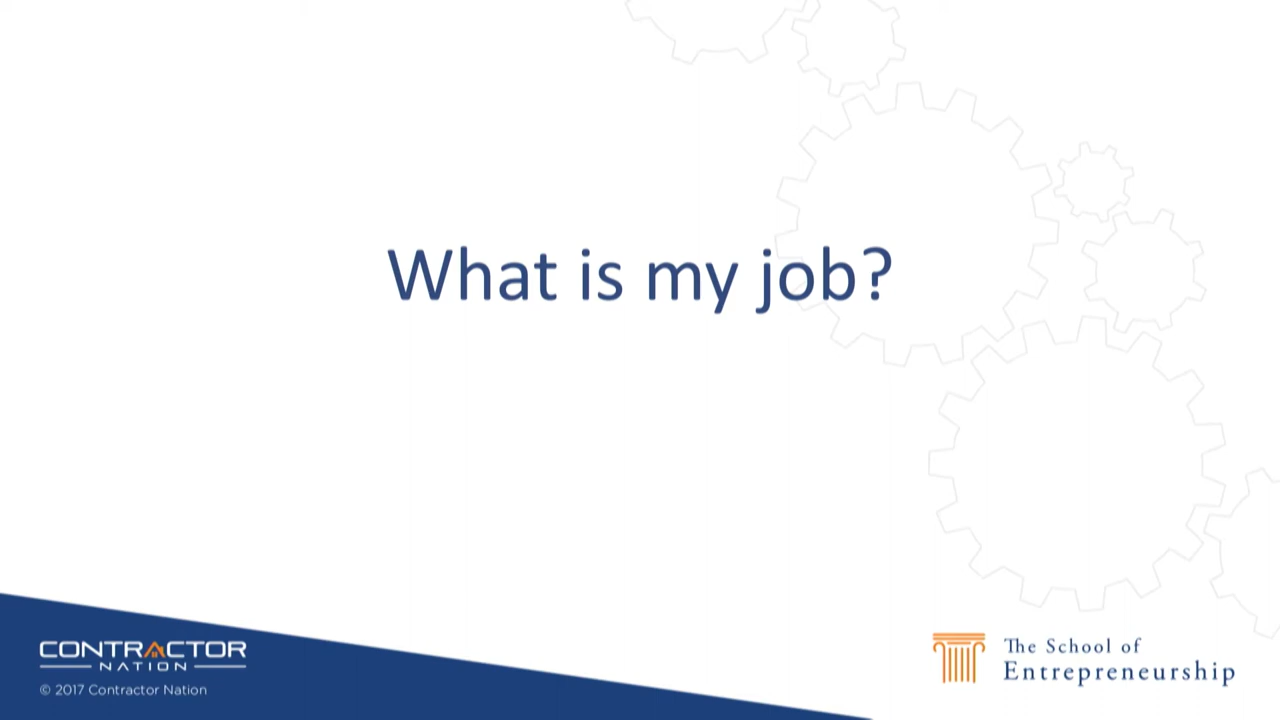 What is my job?
CONTRACTOR
NATION
© 2017 Contractor Nation
The School of
Entrepreneurship